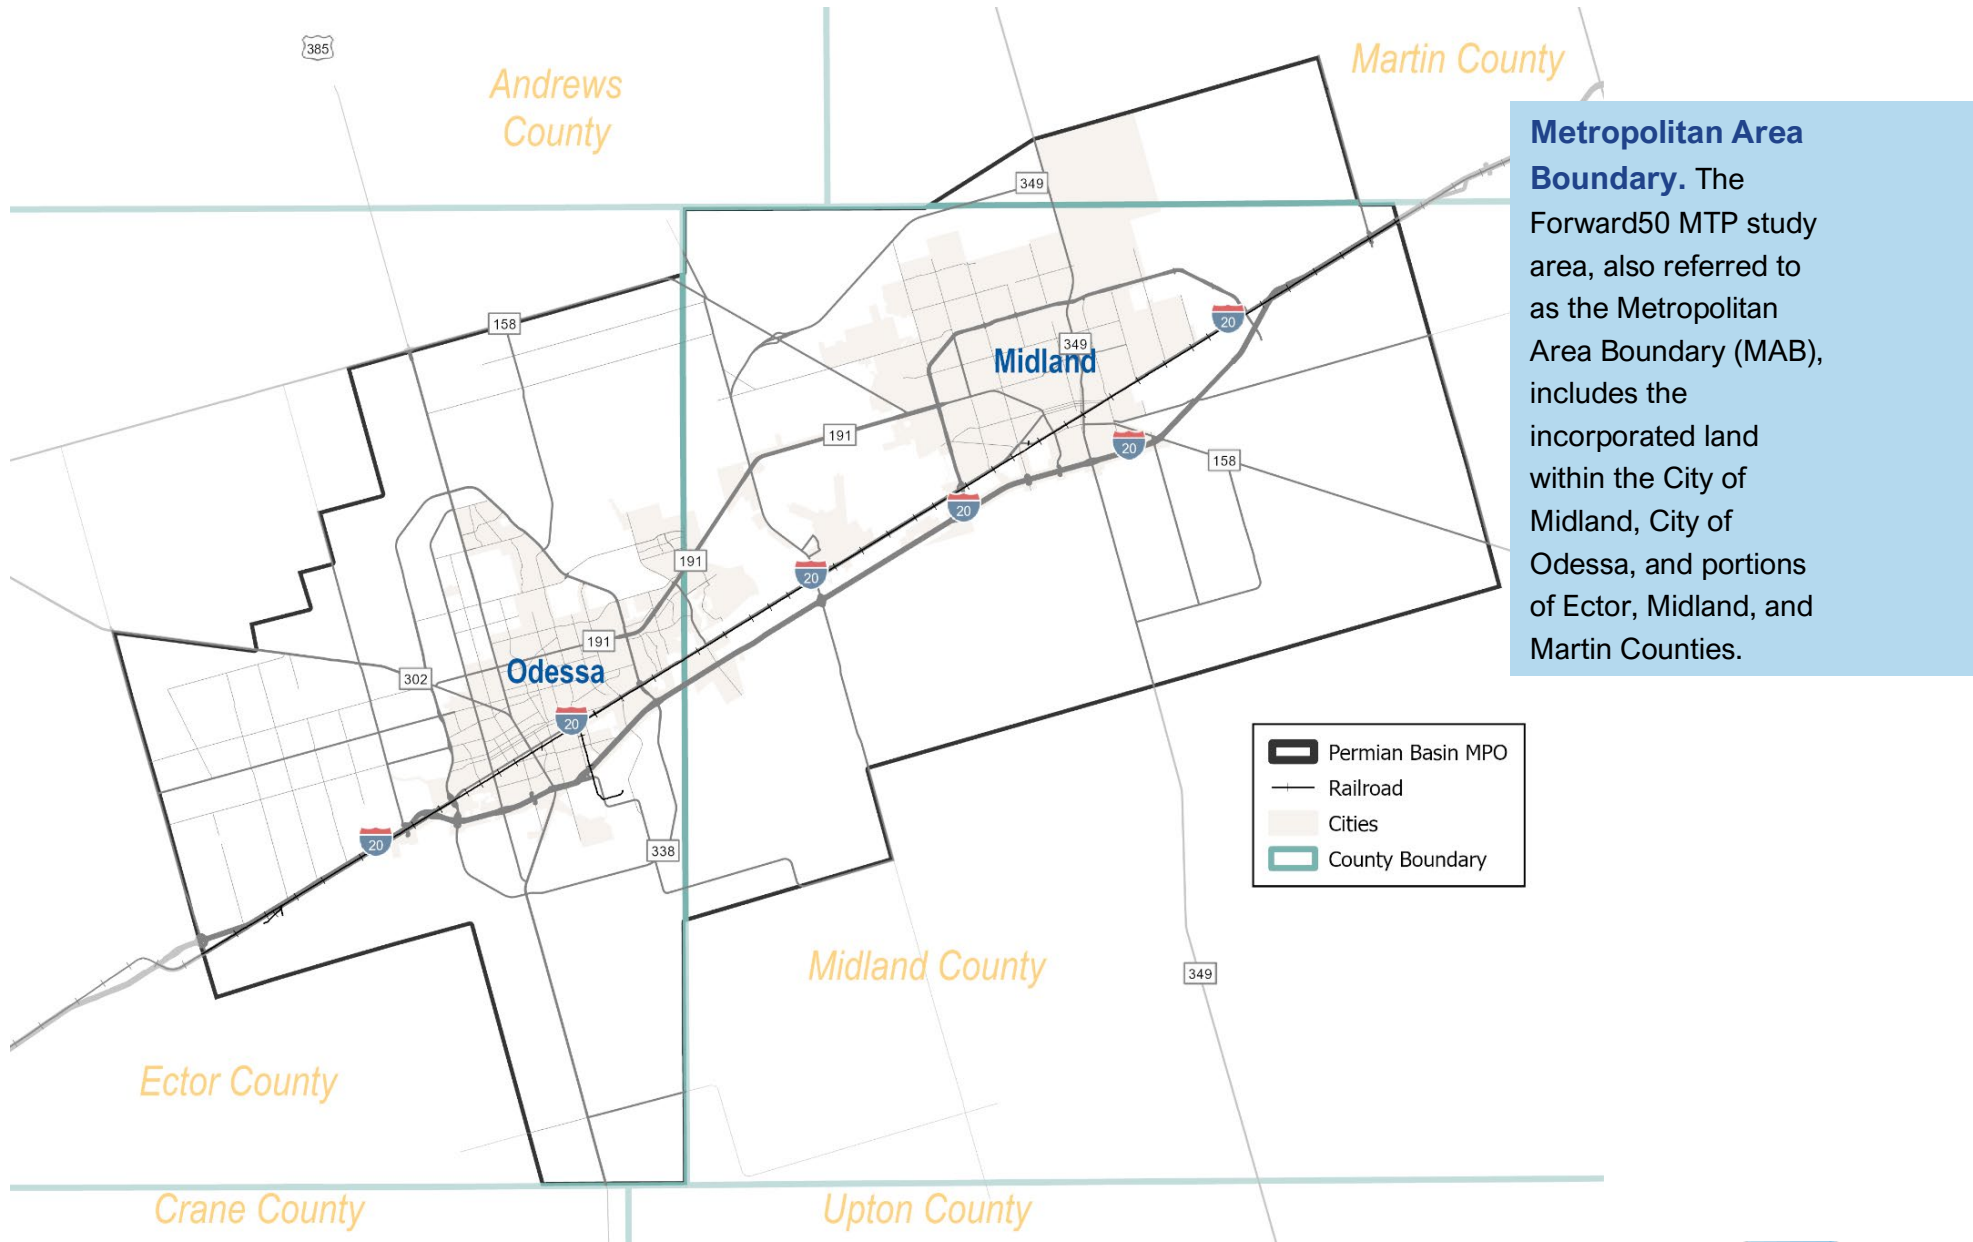 385
Andrews
County
Martin County
349
158
20
349
Midland
191
20
158
20
191
20
191
Odessa
302
20
20
338
Midland County
349
Ector County
Crane County
Upton County
Metropolitan Area
Boundary. The
Forward50 MTP study
area, also referred to
as the Metropolitan
Area Boundary (MAB),
includes the
incorporated land
within the City of
Midland, City of
Odessa, and portions
of Ector, Midland, and
Martin Counties.
Permian Basin MPO
Railroad
Cities
County Boundary